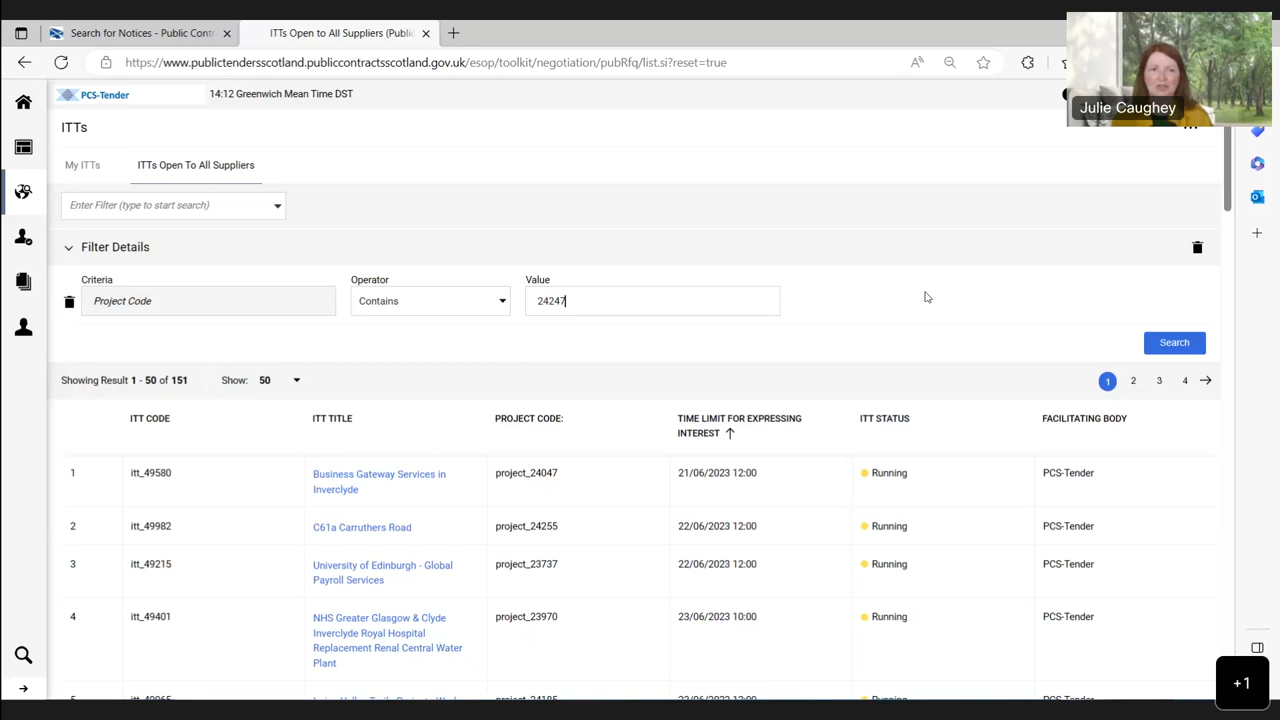 Search for Notices - Public Contr
ITTs Open to All Suppliers (Public
https://www.publictendersscotland.publiccontractsscotland.gov.uk/esop/toolkit/negotiation/pubRfq/list.si?reset=true
Julie Caughey
PCS-Tender
14:12 Greenwich Mean Time DST
ITTs
My ITTs
ITTs Open To All Suppliers
Enter Filter (type to start search)
Filter Details
Criteria Operator Value
Project Code Contains 24247
Search
Showing Result 1 - 50 of 151 Show: 50 1 2 3 4
ITT CODE ITT TITLE PROJECT CODE: TIME LIMIT FOR EXPRESSING INTEREST ITT STATUS FACILITATING BODY
1 itt_49580 Business Gateway Services in Inverclyde project_24047 21/06/2023 12:00 Running PCS-Tender
2 itt_49982 C61a Carruthers Road project_24255 22/06/2023 12:00 Running PCS-Tender
3 itt_49215 University of Edinburgh - Global Payroll Services project_23737 22/06/2023 12:00 Running PCS-Tender
4 itt_49401 NHS Greater Glasgow & Clyde Inverclyde Royal Hospital Replacement Renal Central Water Plant project_23970 23/06/2023 10:00 Running PCS-Tender
+1